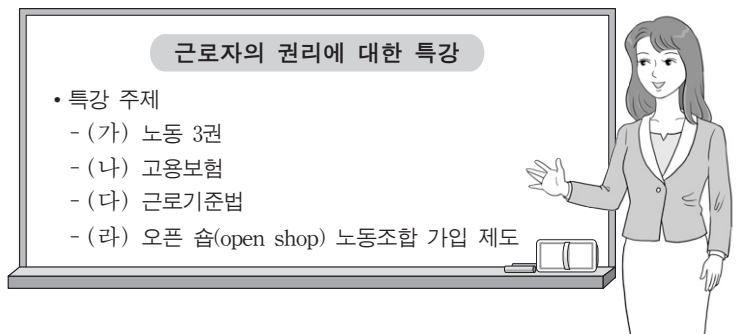 근로자의 권리에 대한 특강
• 특강 주제
- (가) 노동 3권
- (나) 고용보험
- (다) 근로기준법
- (라) 오픈 숍(open shop) 노동조합 가입 제도